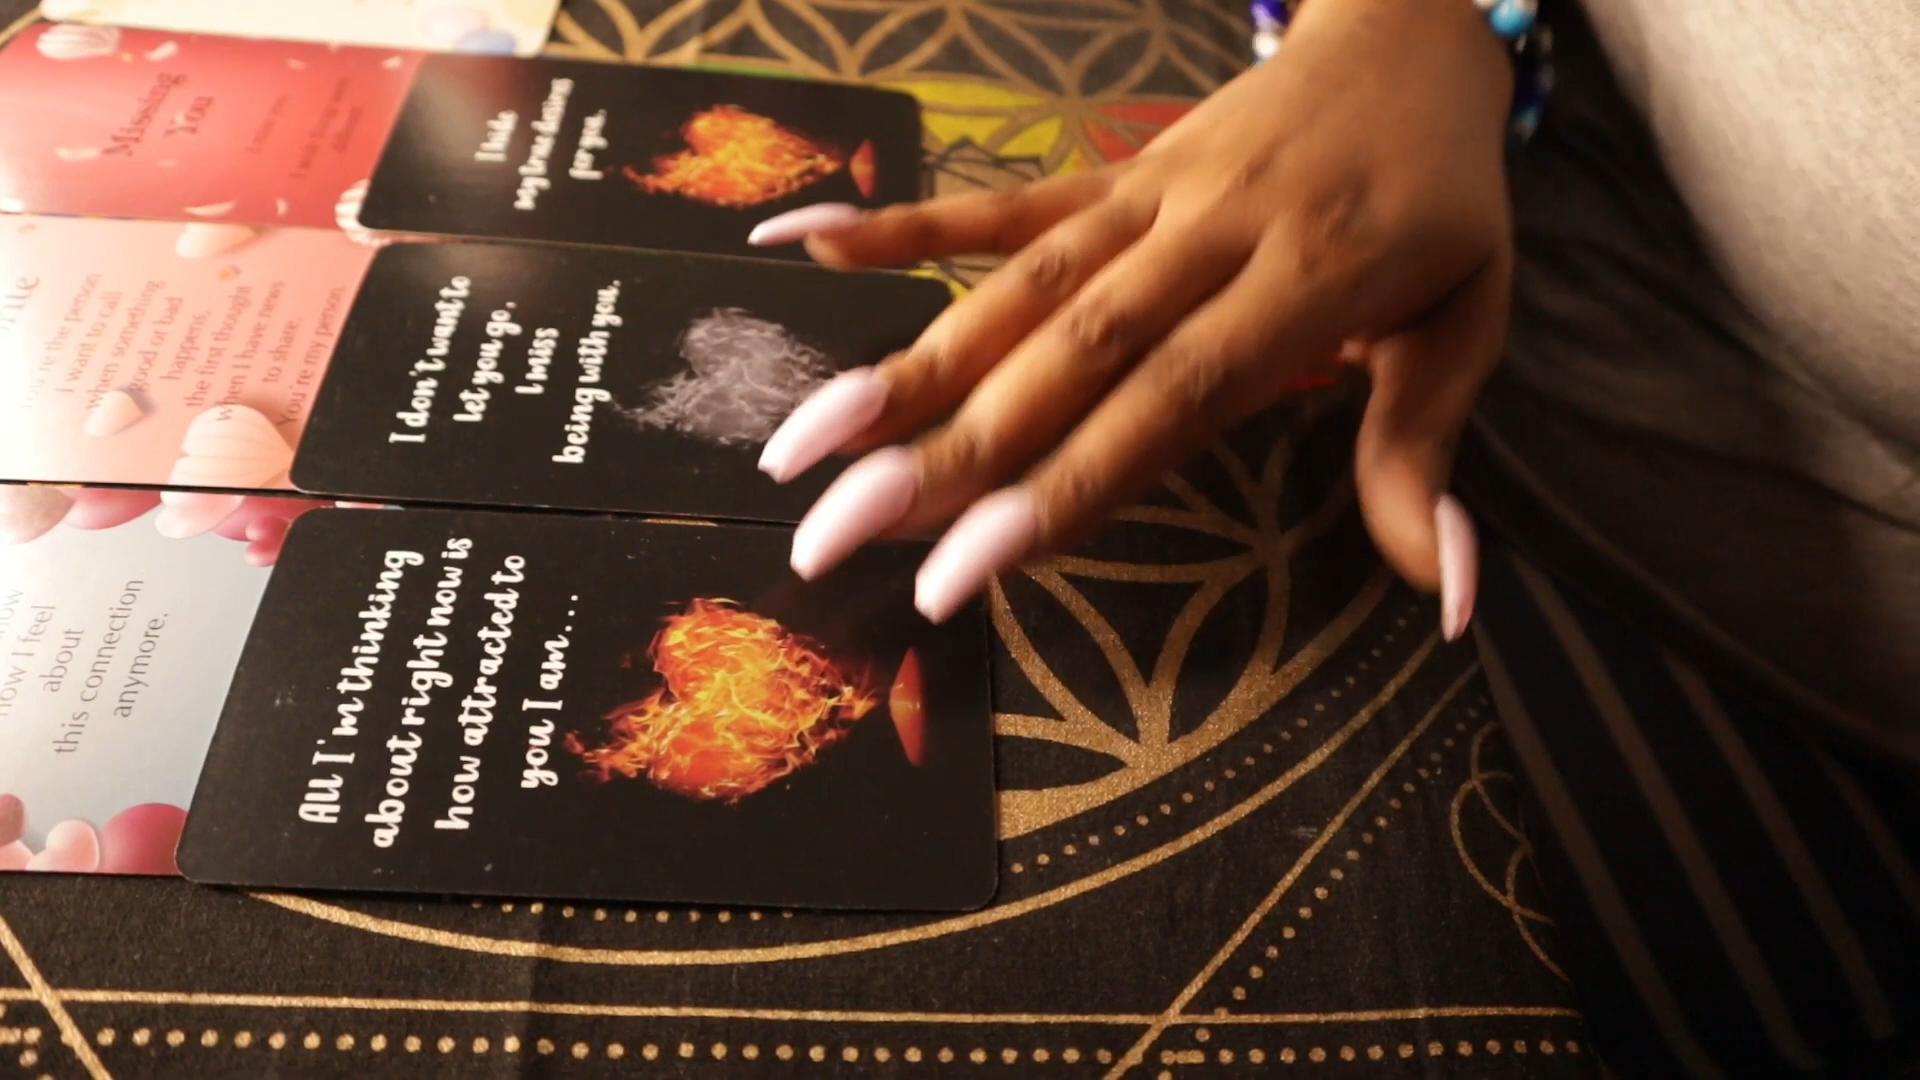 Missing
You
I hide
my true desires
for you.
you're the person
I want to call
when something
good or bad
happens,
the first thought
when I have news
to share.
You're my person.
I don't want to
let you go,
I miss
being with you.
how I feel
about
this connection
anymore.
All I'm thinking
about right now is
how attracted to
you I am...